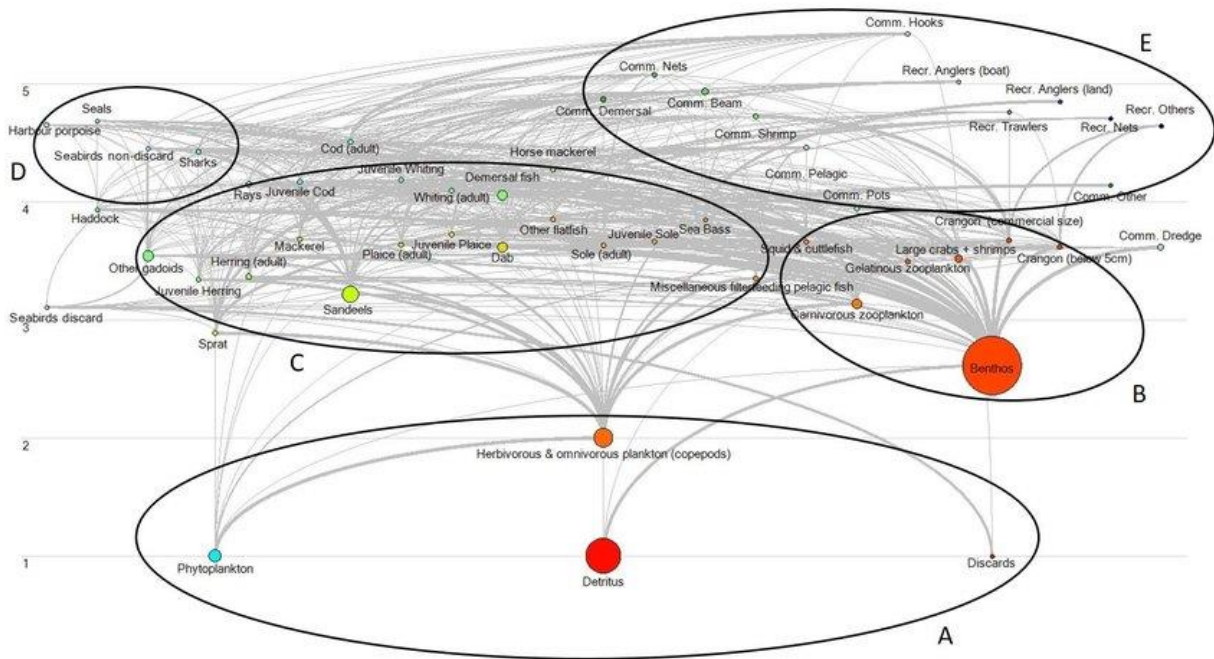 Comm. Hooks
E
Comm. Nets
Recr. Anglers (boat)
5
Recr. Anglers (land)
Comm. Demersal
Comm. Beam
Recr. Others
Seals
Harbour porpoise
Comm. Shrimp
Recr. Trawlers
Recr. Nets
Cod (adult)
Horse mackerel
Seabirds non-discard
Sharks
D
Juvenile Whiting
Demersal fish
Comm. Pelagic
Rays
Juvenile Cod
Whiting (adult)
Comm. Pots
Comm. Other
4
Haddock
Crangon (commercial size)
Mackerel
Juvenile Plaice
Other flatfish
Juvenile Sole
Sea Bass
Plaice (adult)
Dab
Sole (adult)
Squid & cuttlefish
Large crabs + shrimps
Comm. Dredge
Other gadoids
Herring (adult)
Gelatinous zooplankton
Crangon (below 5cm)
Juvenile Herring
Miscellaneous filterfeeding pelagic fish
Sandeels
Carnivorous zooplankton
Seabirds discard
3
Sprat
C
Benthos
B
2
Herbivorous & omnivorous plankton (copepods)
1
Phytoplankton
Detritus
Discards
A